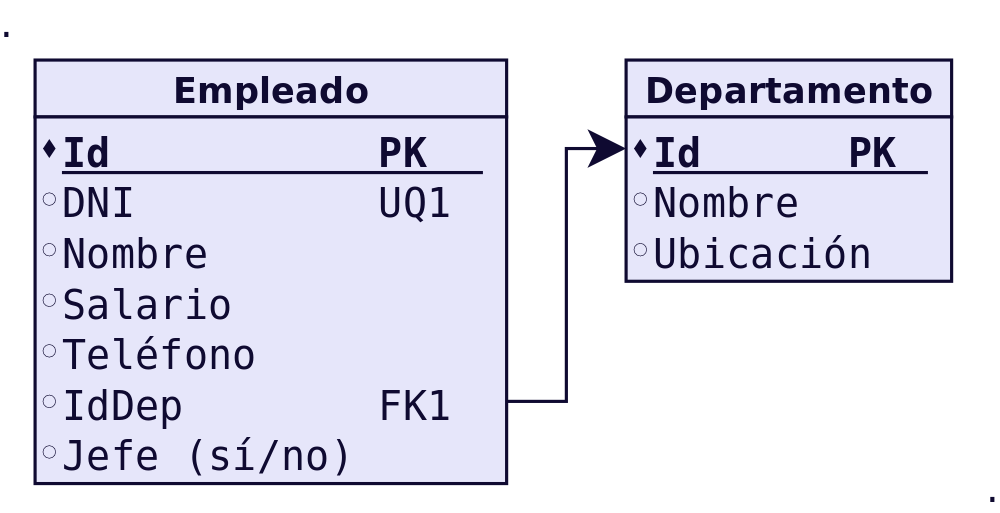 .
Empleado
Id PK
DNI UQ1
Nombre
Salario
Teléfono
IdDep FK1
Jefe (sí/no)
Departamento
Id PK
Nombre
Ubicación
.